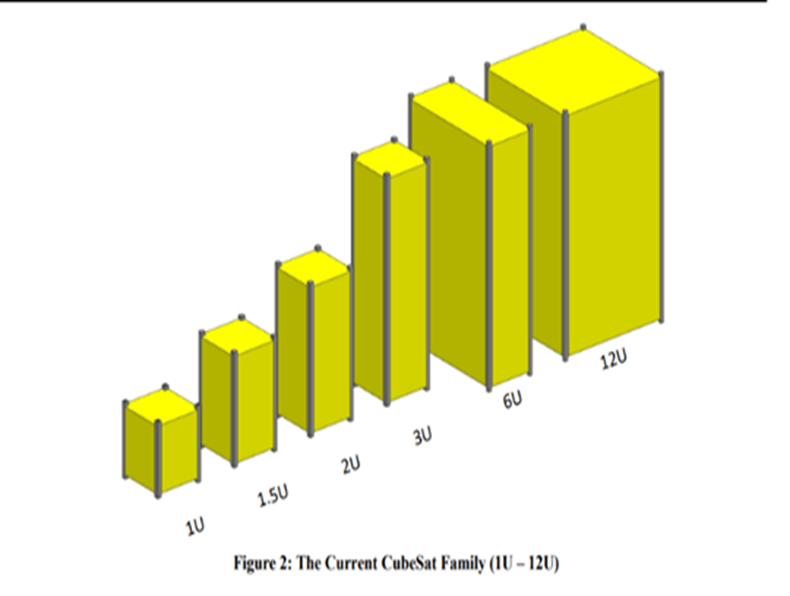 1U
1.5U
2U
3U
6U
12U
Figure 2: The Current CubeSat Family (1U – 12U)